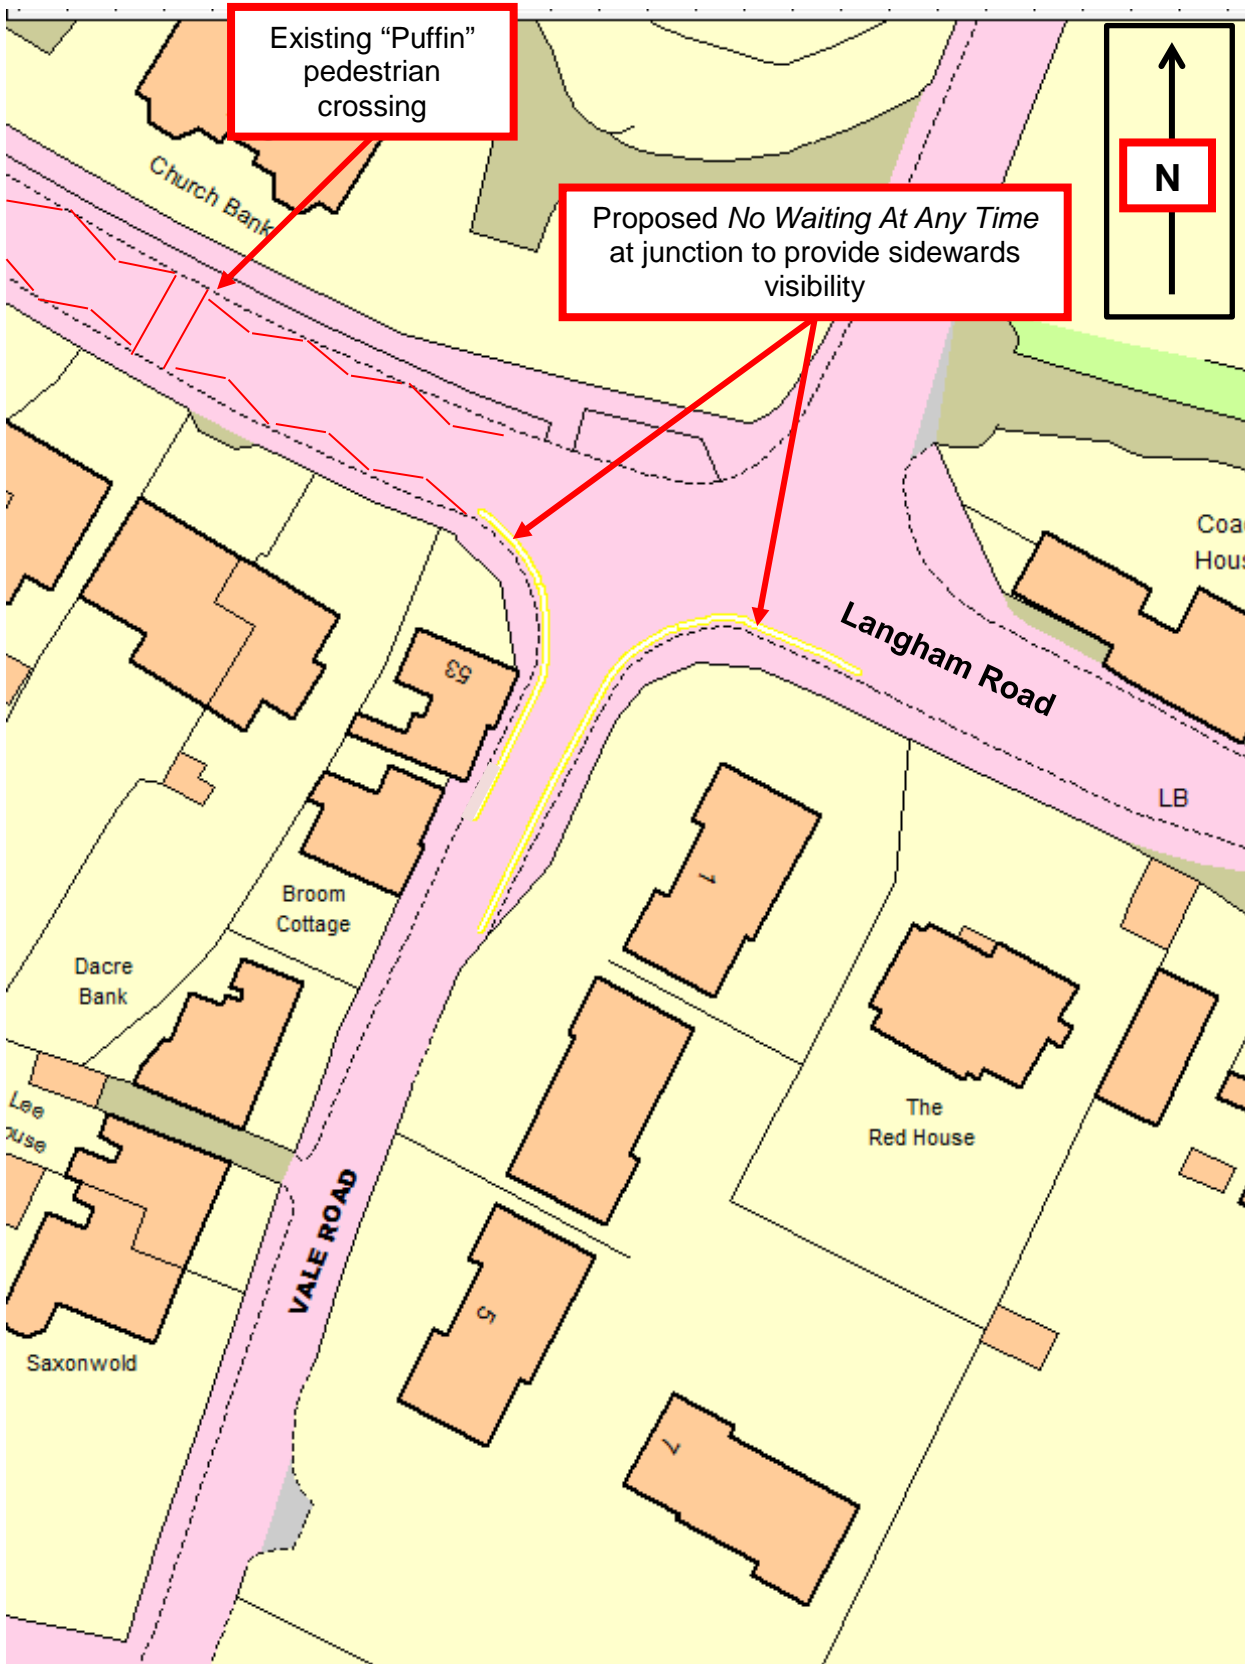 Existing “Puffin”
pedestrian
crossing
N
Church Bank
Proposed No Waiting At Any Time
at junction to provide sidewards
visibility
Langham Road
53
LB
1
Broom
Cottage
Dacre
Bank
The
Red House
Lee
VALE ROAD
5
Saxonwold
7